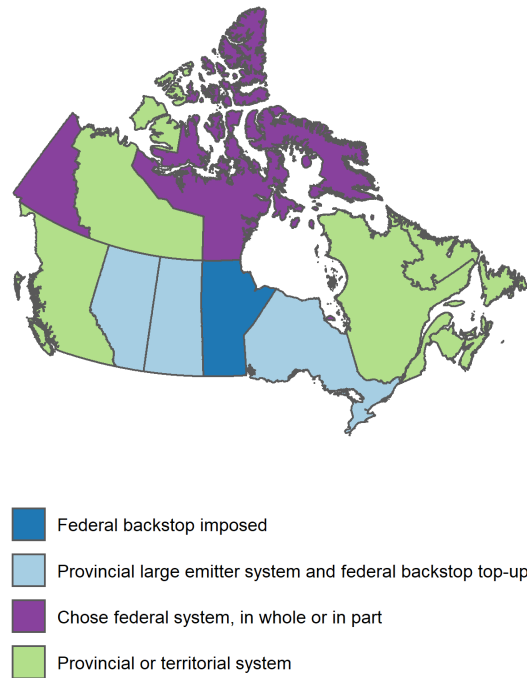 Federal backstop imposed
Provincial large emitter system and federal backstop top-up
Chose federal system, in whole or in part
Provincial or territorial system